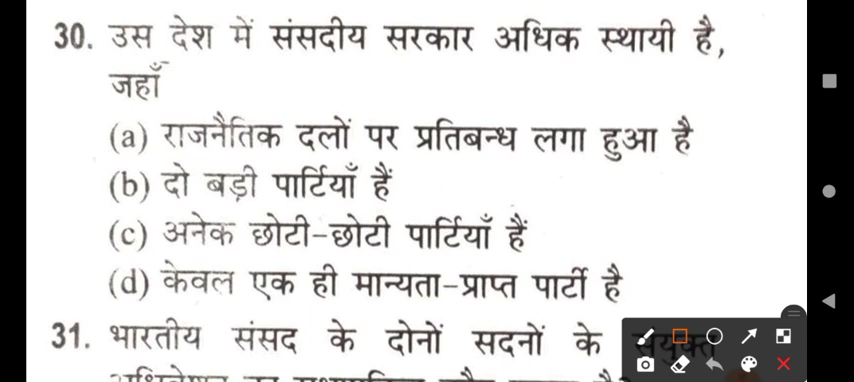 30. उस देश में संसदीय सरकार अधिक स्थायी है,
जहाँ
(a) राजनैतिक दलों पर प्रतिबन्ध लगा हुआ है
(b) दो बड़ी पार्टियाँ हैं
(c) अनेक छोटी-छोटी पार्टियाँ हैं
(d) केवल एक ही मान्यता-प्राप्त पार्टी है
31. भारतीय संसद के दोनों सदनों के संयुक्त